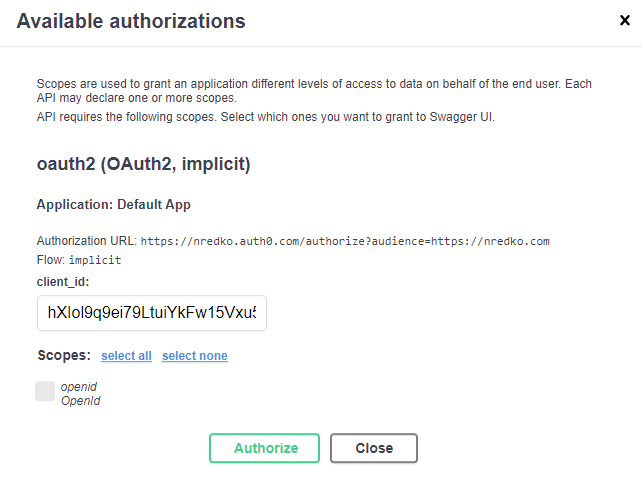 Available authorizations
Scopes are used to grant an application different levels of access to data on behalf of the end user. Each
API may declare one or more scopes.
API requires the following scopes. Select which ones you want to grant to Swagger UI.
oauth2 (OAuth2, implicit)
Application: Default App
Authorization URL: https://nredko.auth0.com/authorize?audience=https://nredko.com
Flow: implicit
client_id:
hXIol9q9ei79LtuiYkFw15Vxu5
Scopes: select all select none
openid
OpenId
Authorize Close